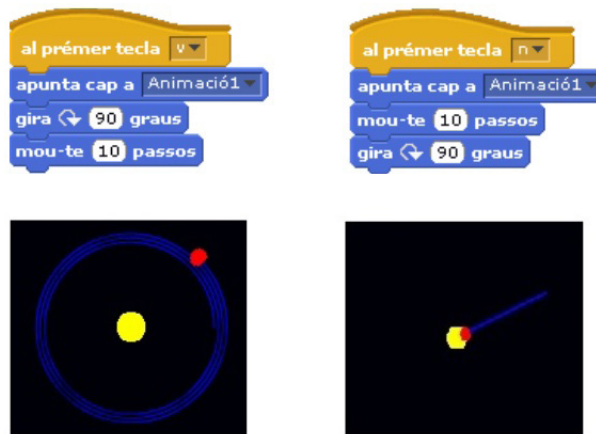 al prémer tecla v
apunta cap a Animació1
gira 90 graus
mou-te 10 passos
al prémer tecla n
apunta cap a Animació1
mou-te 10 passos
gira 90 graus